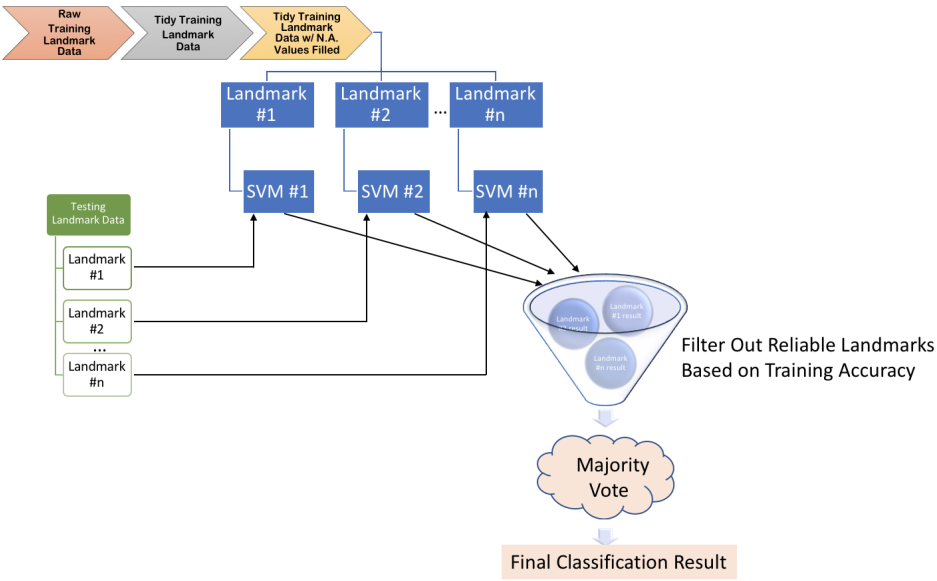 Raw
Training
Landmark
Data
Tidy Training
Landmark
Data
Tidy Training
Landmark
Data w/ N.A.
Values Filled
Landmark
#1
Landmark
#2
...
Landmark
#n
SVM #1
SVM #2
SVM #n
Testing
Landmark Data
Landmark
#1
Landmark
#2
...
Landmark
#n
Landmark
#1 result
Landmark
result
Landmark
#n result
Filter Out Reliable Landmarks
Based on Training Accuracy
Majority
Vote
Final Classification Result